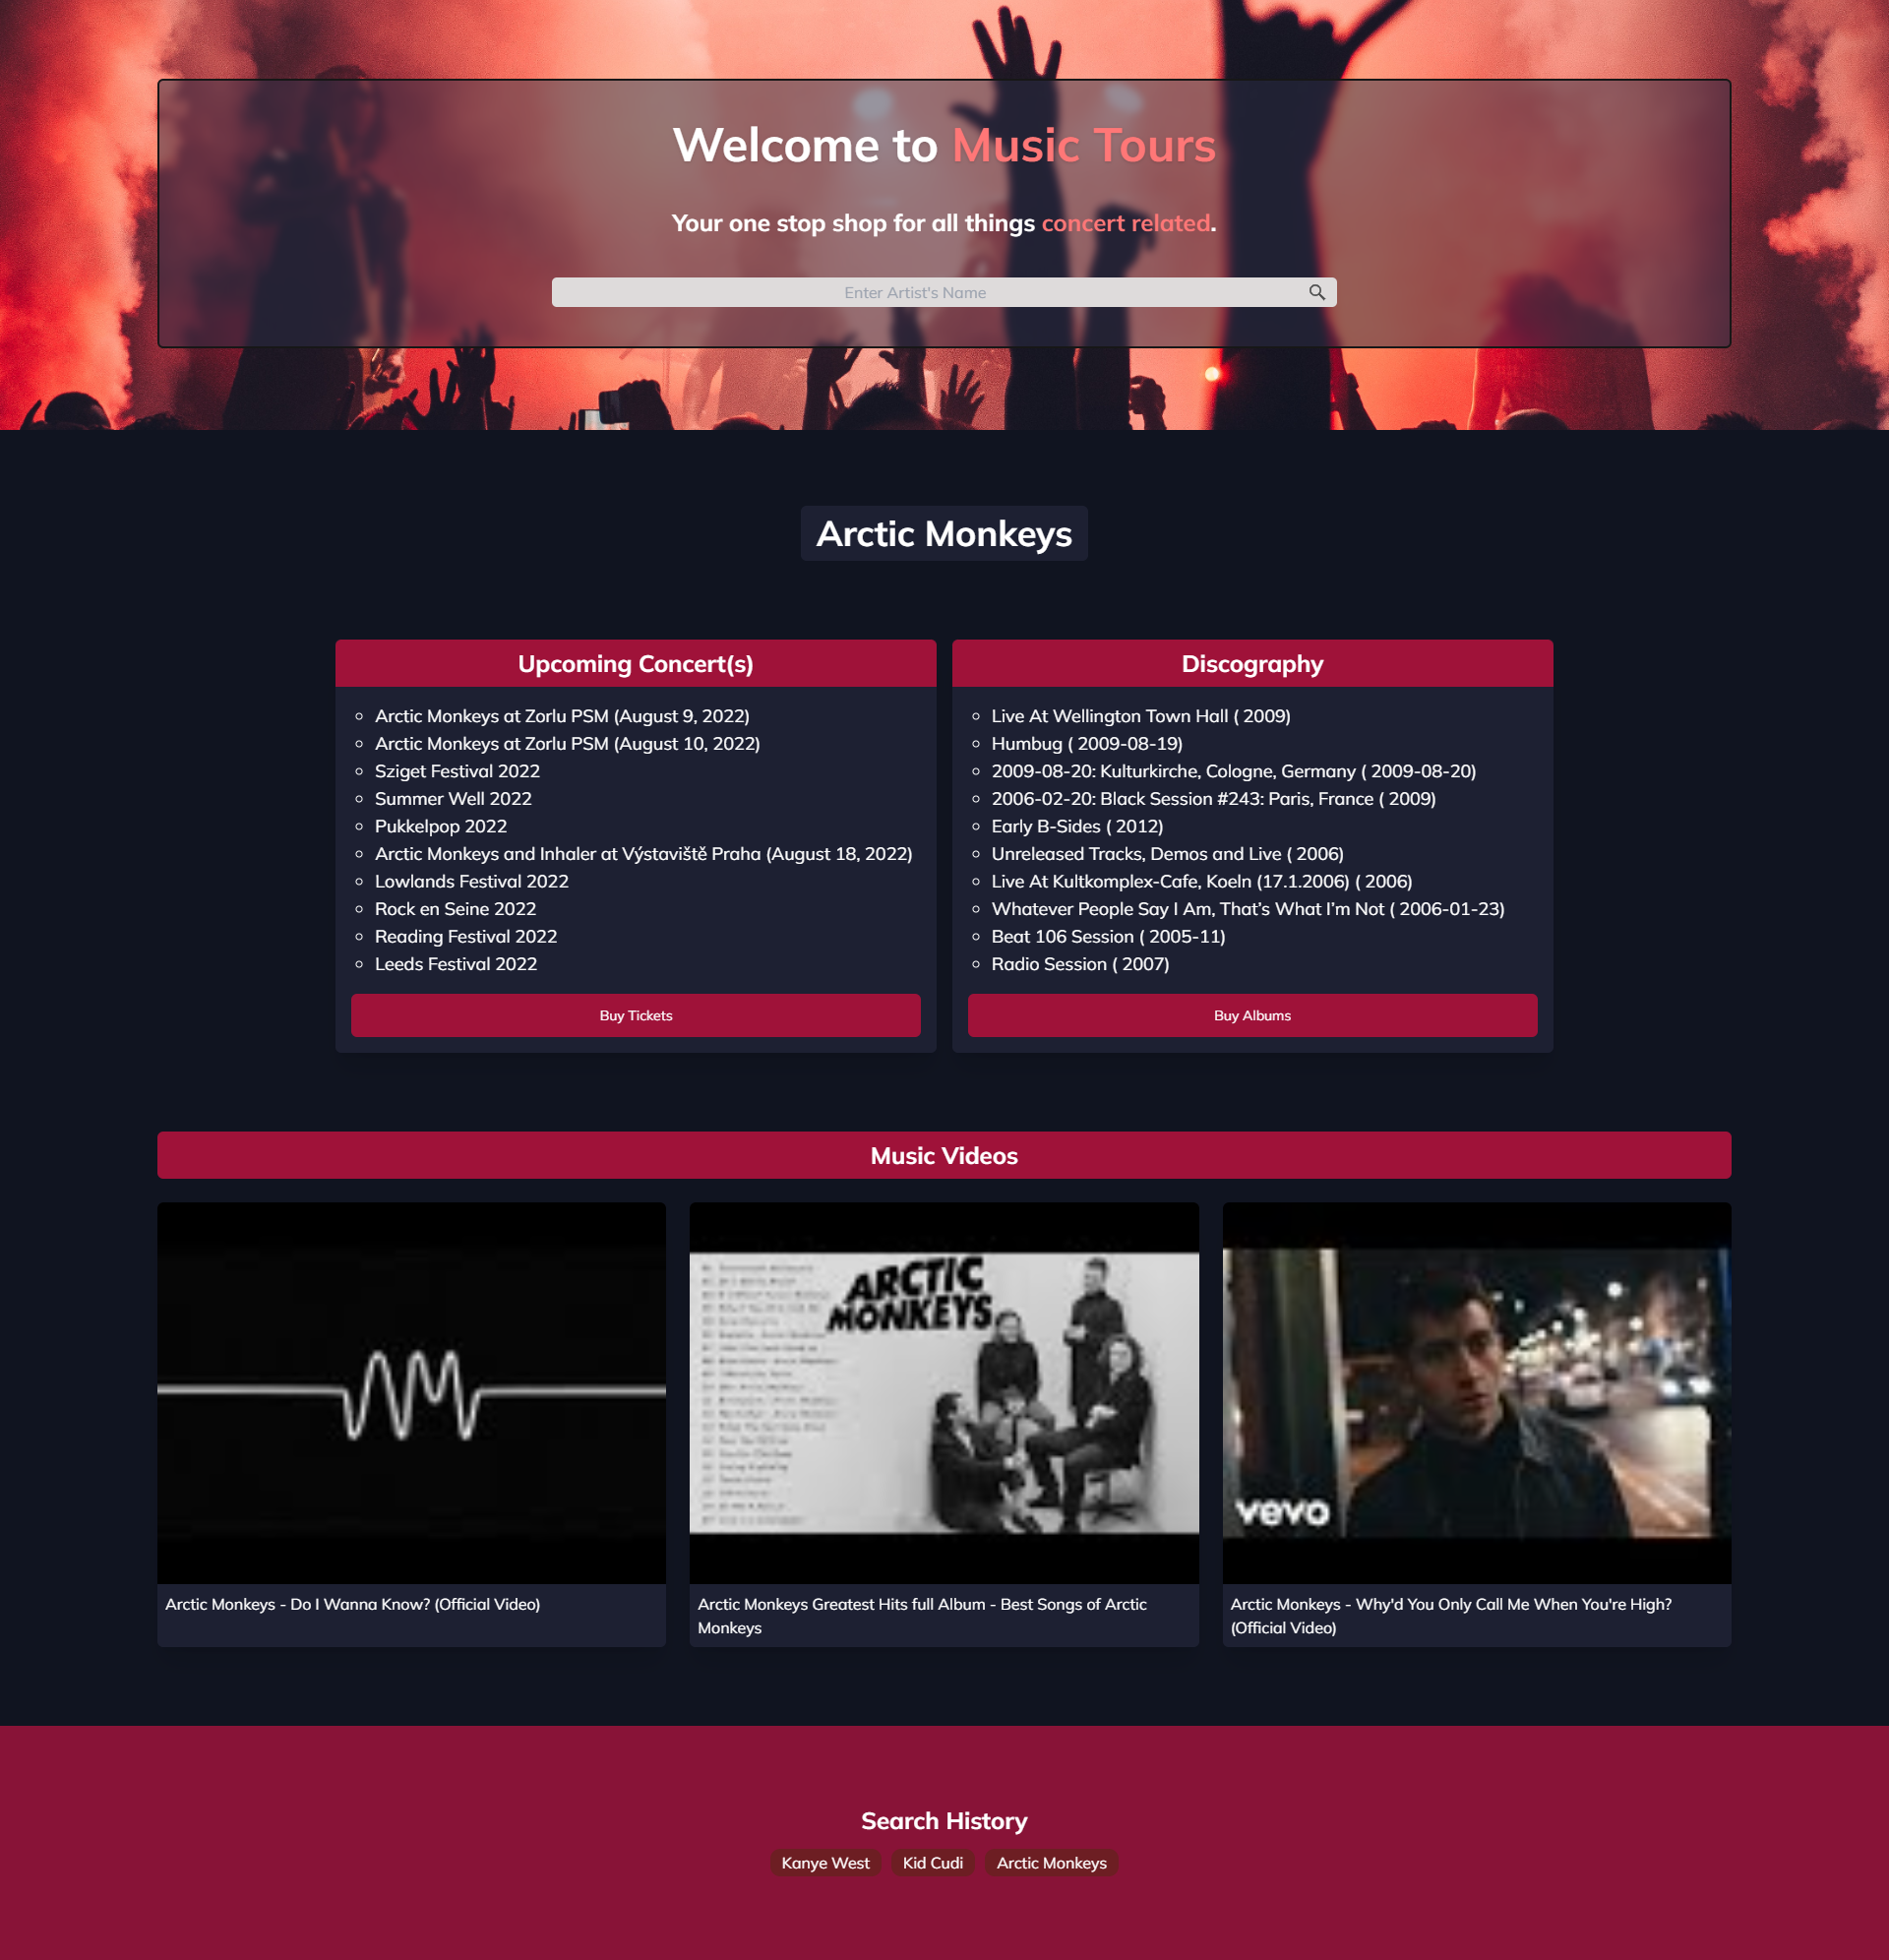 Welcome to Music Tours
Your one stop shop for all things concert related.
Enter Artist's Name
Arctic Monkeys
Upcoming Concert(s)
Arctic Monkeys at Zorlu PSM (August 9, 2022)
Arctic Monkeys at Zorlu PSM (August 10, 2022)
Sziget Festival 2022
Summer Well 2022
Pukkelpop 2022
Arctic Monkeys and Inhaler at Výstaviště Praha (August 18, 2022)
Lowlands Festival 2022
Rock en Seine 2022
Reading Festival 2022
Leeds Festival 2022
Buy Tickets
Discography
Live At Wellington Town Hall ( 2009)
Humbug ( 2009-08-19)
2009-08-20: Kulturkirche, Cologne, Germany ( 2009-08-20)
2006-02-20: Black Session #243: Paris, France ( 2009)
Early B-Sides ( 2012)
Unreleased Tracks, Demos and Live ( 2006)
Live At Kultkomplex-Cafe, Koeln (17.1.2006) ( 2006)
Whatever People Say I Am, That’s What I’m Not ( 2006-01-23)
Beat 106 Session ( 2005-11)
Radio Session ( 2007)
Buy Albums
Music Videos
ARCTIC
MONKEYS
vevo
Arctic Monkeys - Do I Wanna Know? (Official Video)
Arctic Monkeys Greatest Hits full Album - Best Songs of Arctic
Monkeys
Arctic Monkeys - Why'd You Only Call Me When You're High?
(Official Video)
Search History
Kanye West
Kid Cudi
Arctic Monkeys